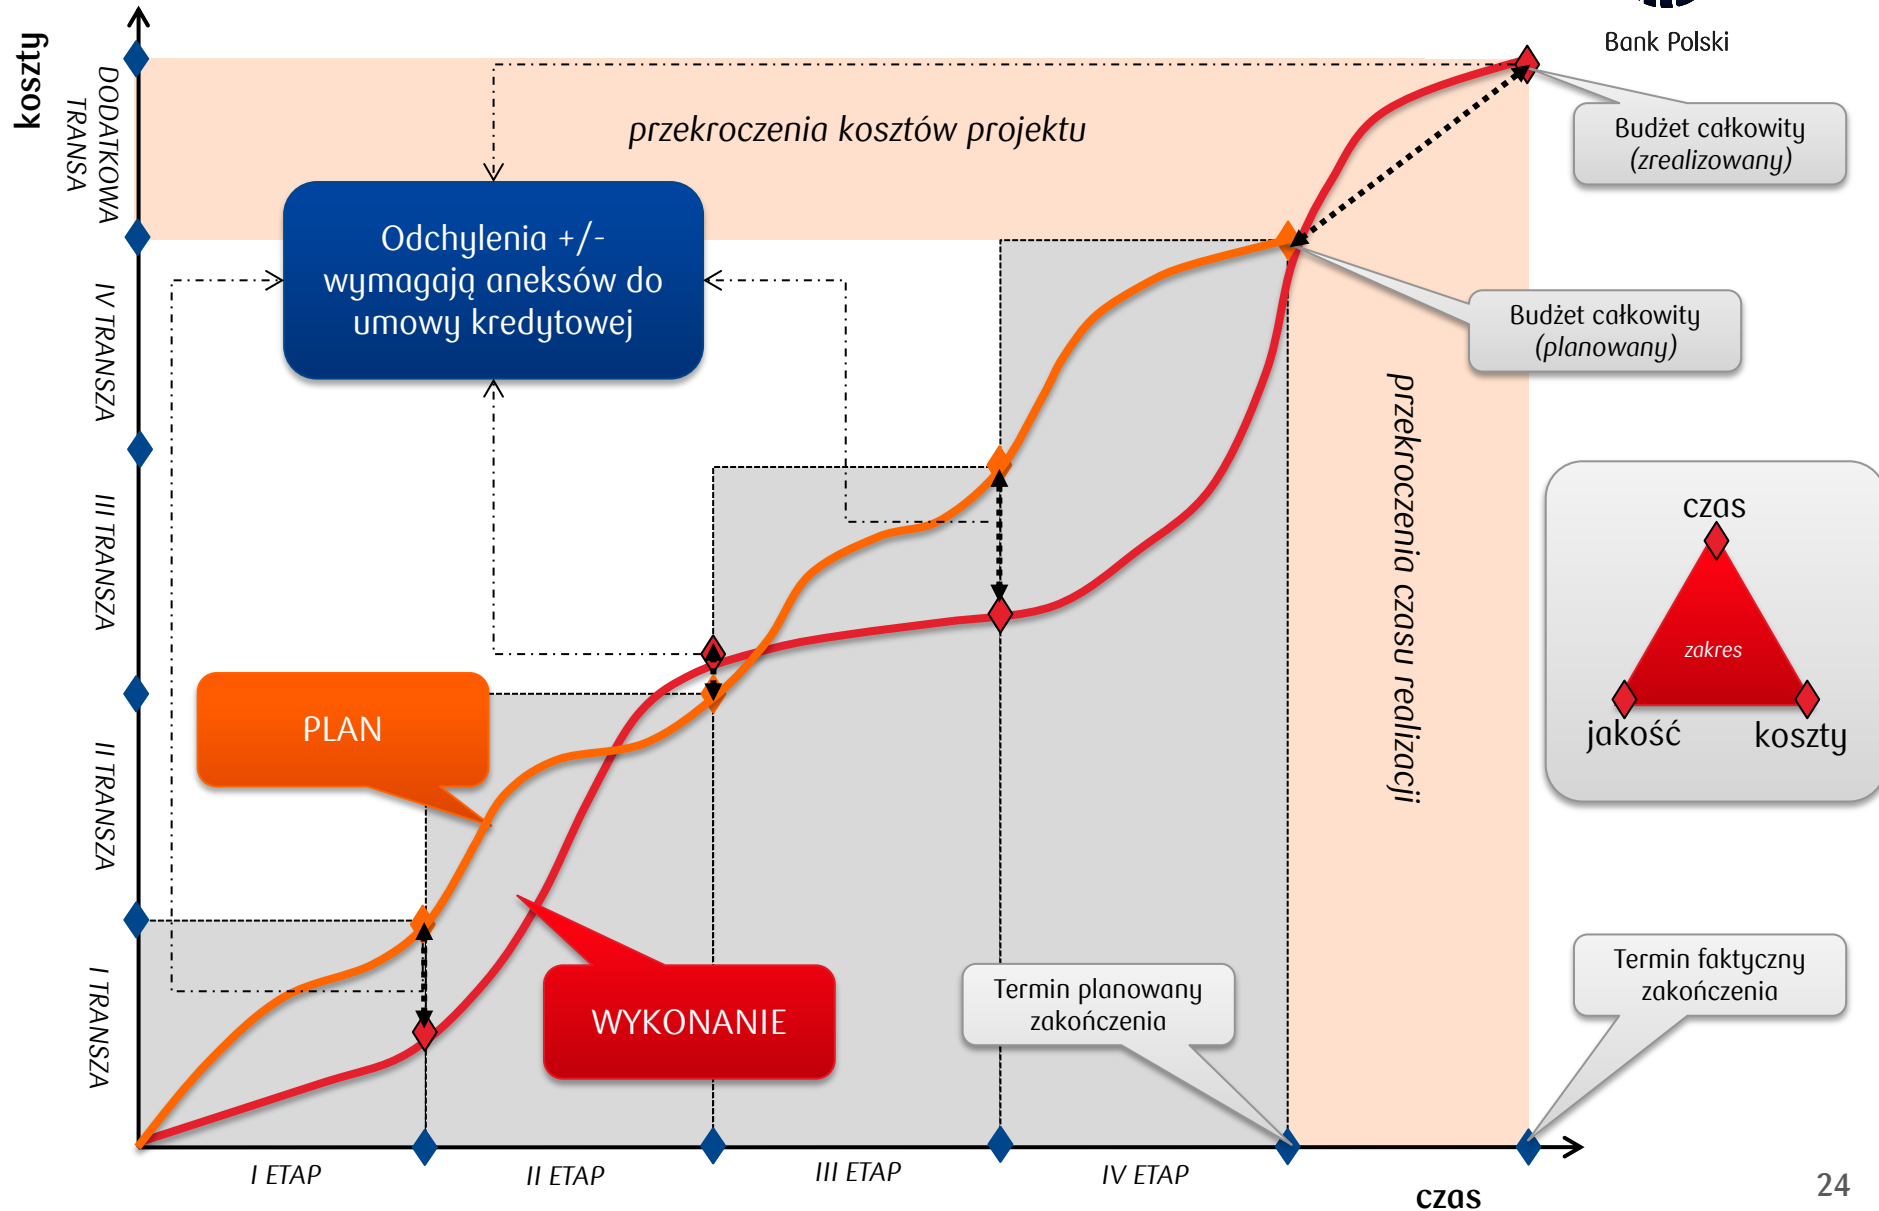 koszty
Bank Polski
DODATKOWA
TRANSA
przekroczenia kosztów projektu
Budżet całkowity
(zrealizowany)
Odchylenia +/-
wymagają aneksów do
umowy kredytowej
IV TRANSZA
Budżet całkowity
(planowany)
przekroczenia czasu realizacji
III TRANSZA
czas
zakres
jakość
koszty
PLAN
II TRANSZA
WYKONANIE
I TRANSZA
Termin planowany
zakończenia
Termin faktyczny
zakończenia
I ETAP
II ETAP
III ETAP
IV ETAP
czas
24